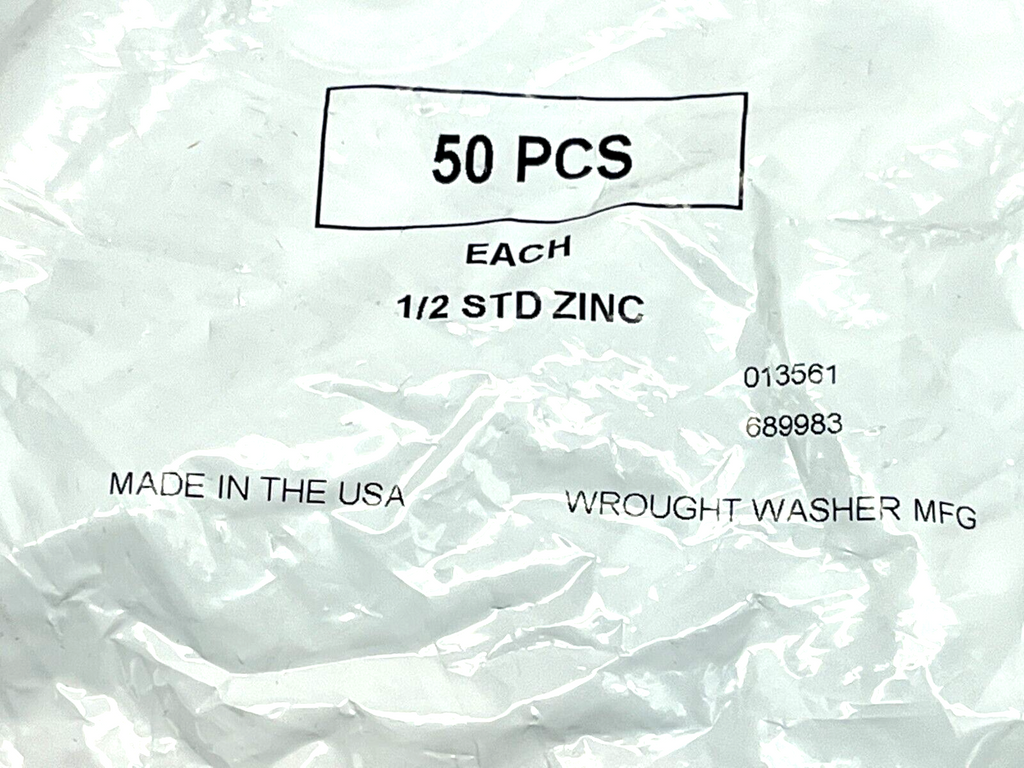 50 PCS
EACH
1/2 STD ZINC
013561
689983
MADE IN THE USA
WROUGHT WASHER MFG